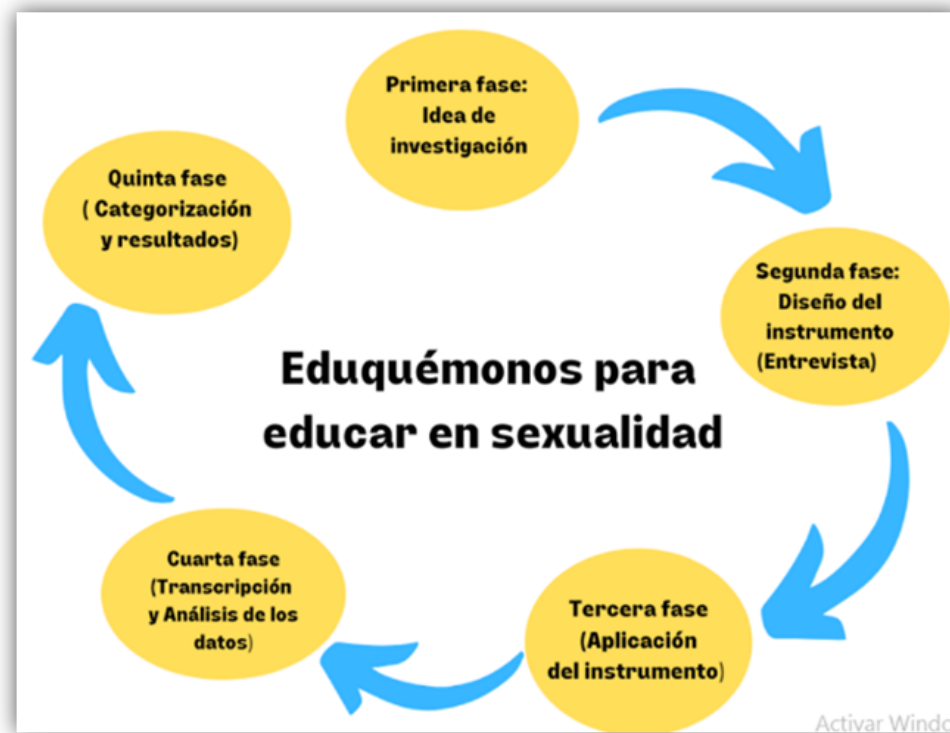 Primera fase:
Idea de
investigación
Segunda fase:
Diseño del
instrumento
(Entrevista)
Tercera fase
(Aplicación
del instrumento)
Cuarta fase
(Transcripción
y Análisis de los
datos)
Quinta fase
( Categorización
y resultados)
Eduquémonos para
educar en sexualidad
Activar